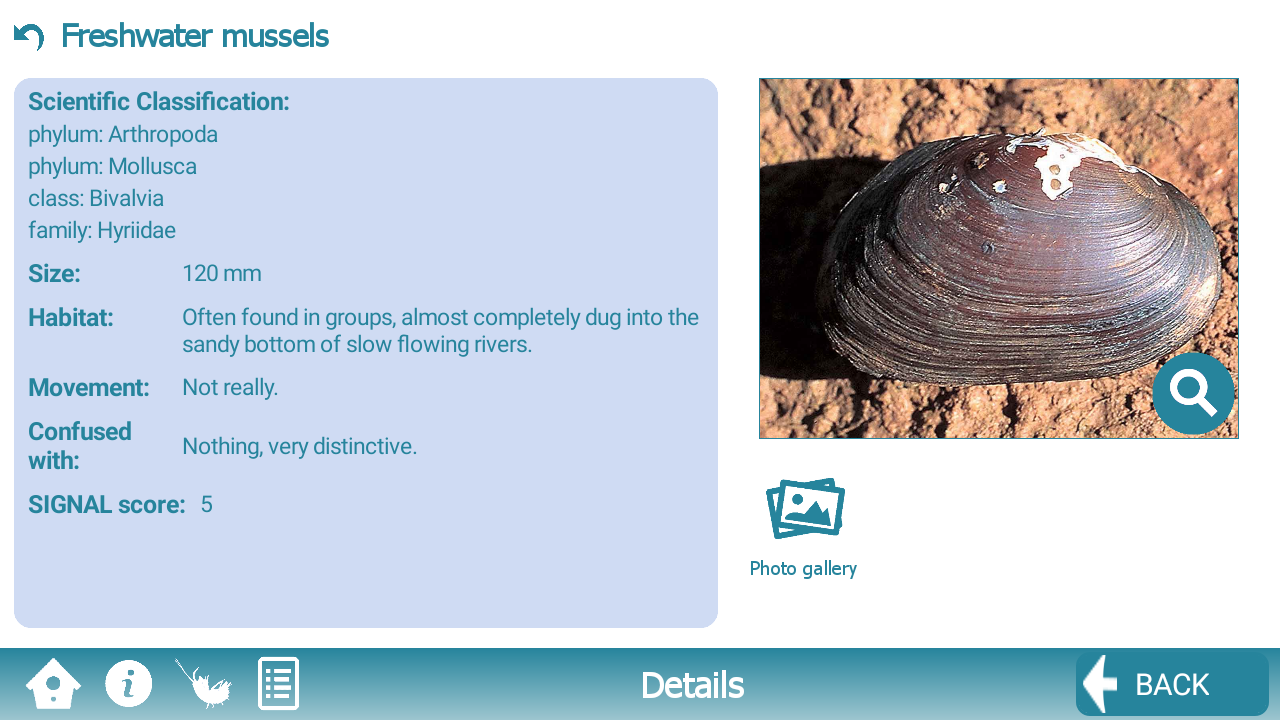 Freshwater mussels
Scientific Classification:
phylum: Arthropoda
phylum: Mollusca
class: Bivalvia
family: Hyriidae
Size: 120 mm
Habitat: Often found in groups, almost completely dug into the
sandy bottom of slow flowing rivers.
Movement: Not really.
Confused
with: Nothing, very distinctive.
SIGNAL score: 5
Photo gallery
i
Details
BACK